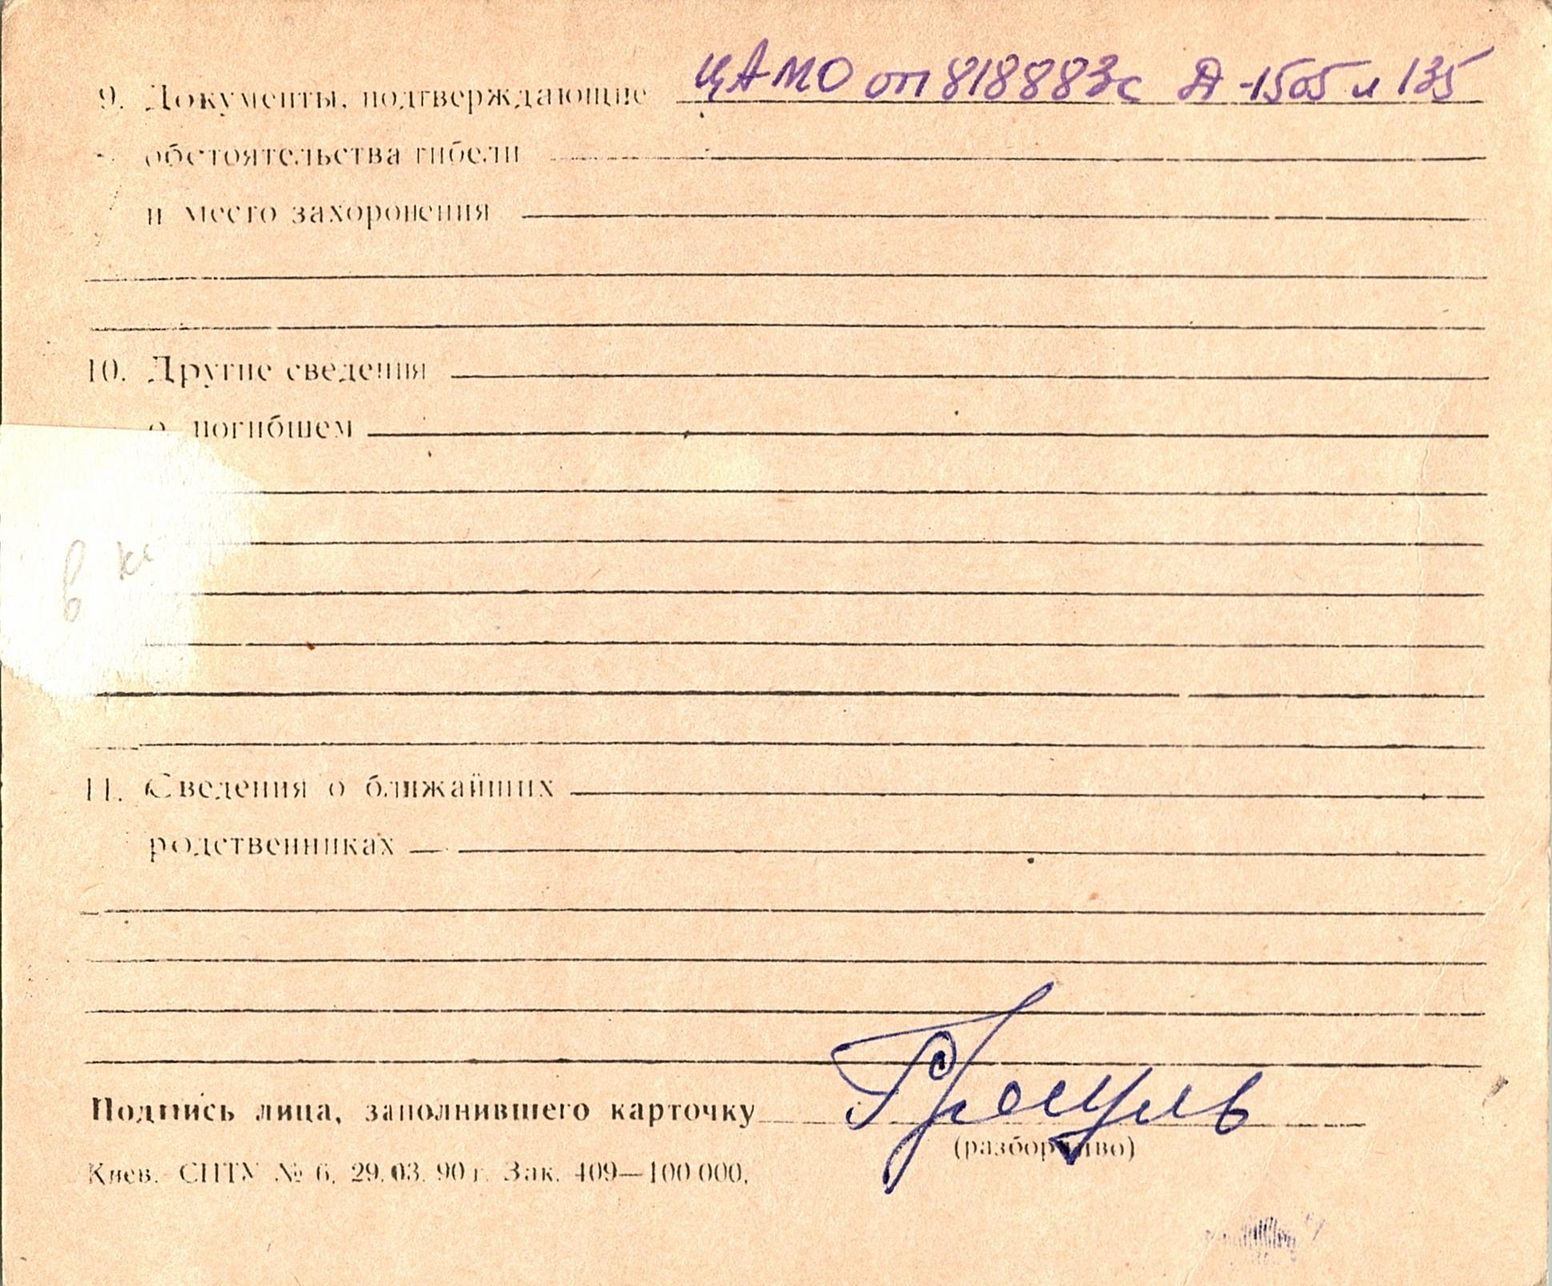 9. Документы, подтверждающие ЦАМО оп 818883с Д-1505 л 135
обстоятельства гибели
и место захоронения
10. Другие сведения
о погибшем
в
11. Сведения о ближайших
родственниках
Подпись лица, заполнившего карточку
(разборчиво)
Киев. СПТУ № 6, 29.03.90 г. Зак. 409—100 000.